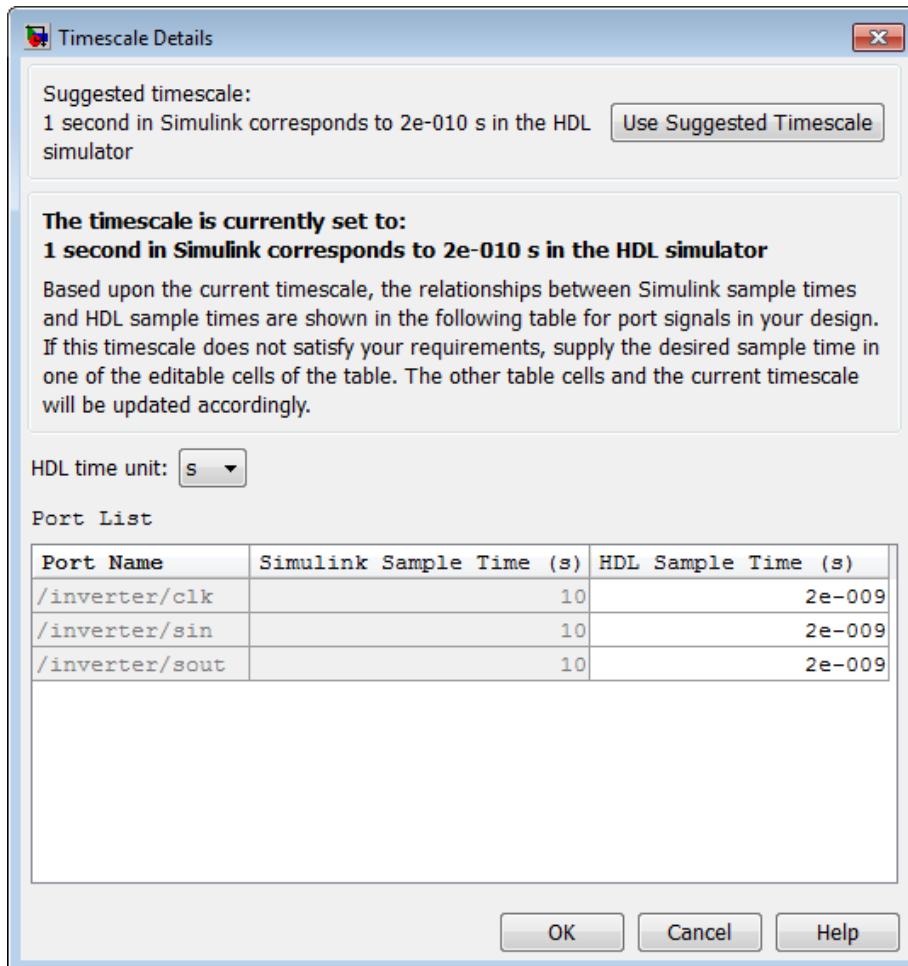 Timescale Details
Suggested timescale:
1 second in Simulink corresponds to 2e-010 s in the HDL
simulator
Use Suggested Timescale
The timescale is currently set to:
1 second in Simulink corresponds to 2e-010 s in the HDL simulator
Based upon the current timescale, the relationships between Simulink sample times
and HDL sample times are shown in the following table for port signals in your design.
If this timescale does not satisfy your requirements, supply the desired sample time in
one of the editable cells of the table. The other table cells and the current timescale
will be updated accordingly.
HDL time unit: s
Port List
Port Name Simulink Sample Time (s) HDL Sample Time (s)
/inverter/clk 10 2e-009
/inverter/sin 10 2e-009
/inverter/sout 10 2e-009
OK Cancel Help